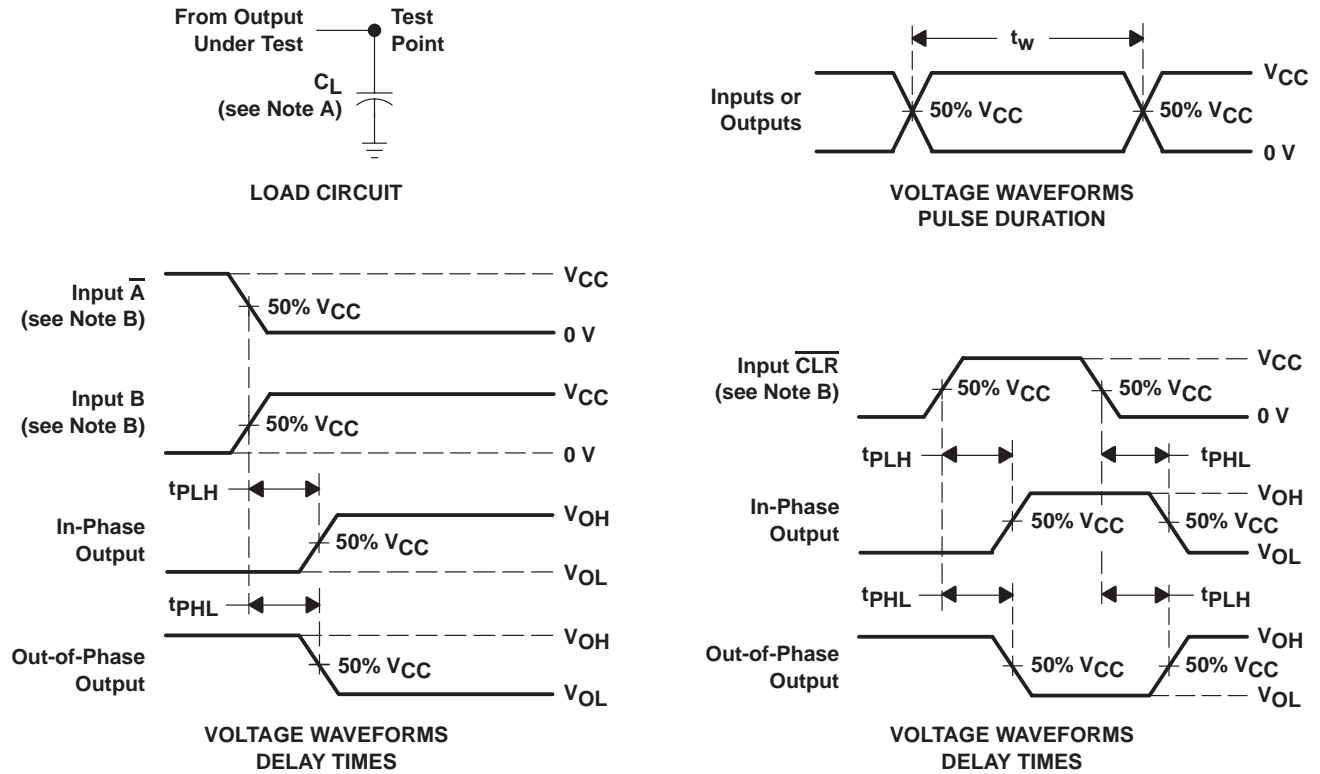 From Output
Under Test
Test
Point
CL
(see Note A)
LOAD CIRCUIT
tw
Inputs or
Outputs
50% VCC
50% VCC
VCC
0 V
VOLTAGE WAVEFORMS
PULSE DURATION
Input A̅
(see Note B)
50% VCC
VCC
0 V
Input B
(see Note B)
50% VCC
VCC
0 V
tPLH
In-Phase
Output
50% VCC
VOH
VOL
tPHL
Out-of-Phase
Output
50% VCC
VOH
VOL
VOLTAGE WAVEFORMS
DELAY TIMES
Input C̅L̅R̅
(see Note B)
50% VCC
50% VCC
VCC
0 V
tPLH
tPHL
In-Phase
Output
50% VCC
50% VCC
VOH
VOL
tPHL
tPLH
Out-of-Phase
Output
50% VCC
50% VCC
VOH
VOL
VOLTAGE WAVEFORMS
DELAY TIMES